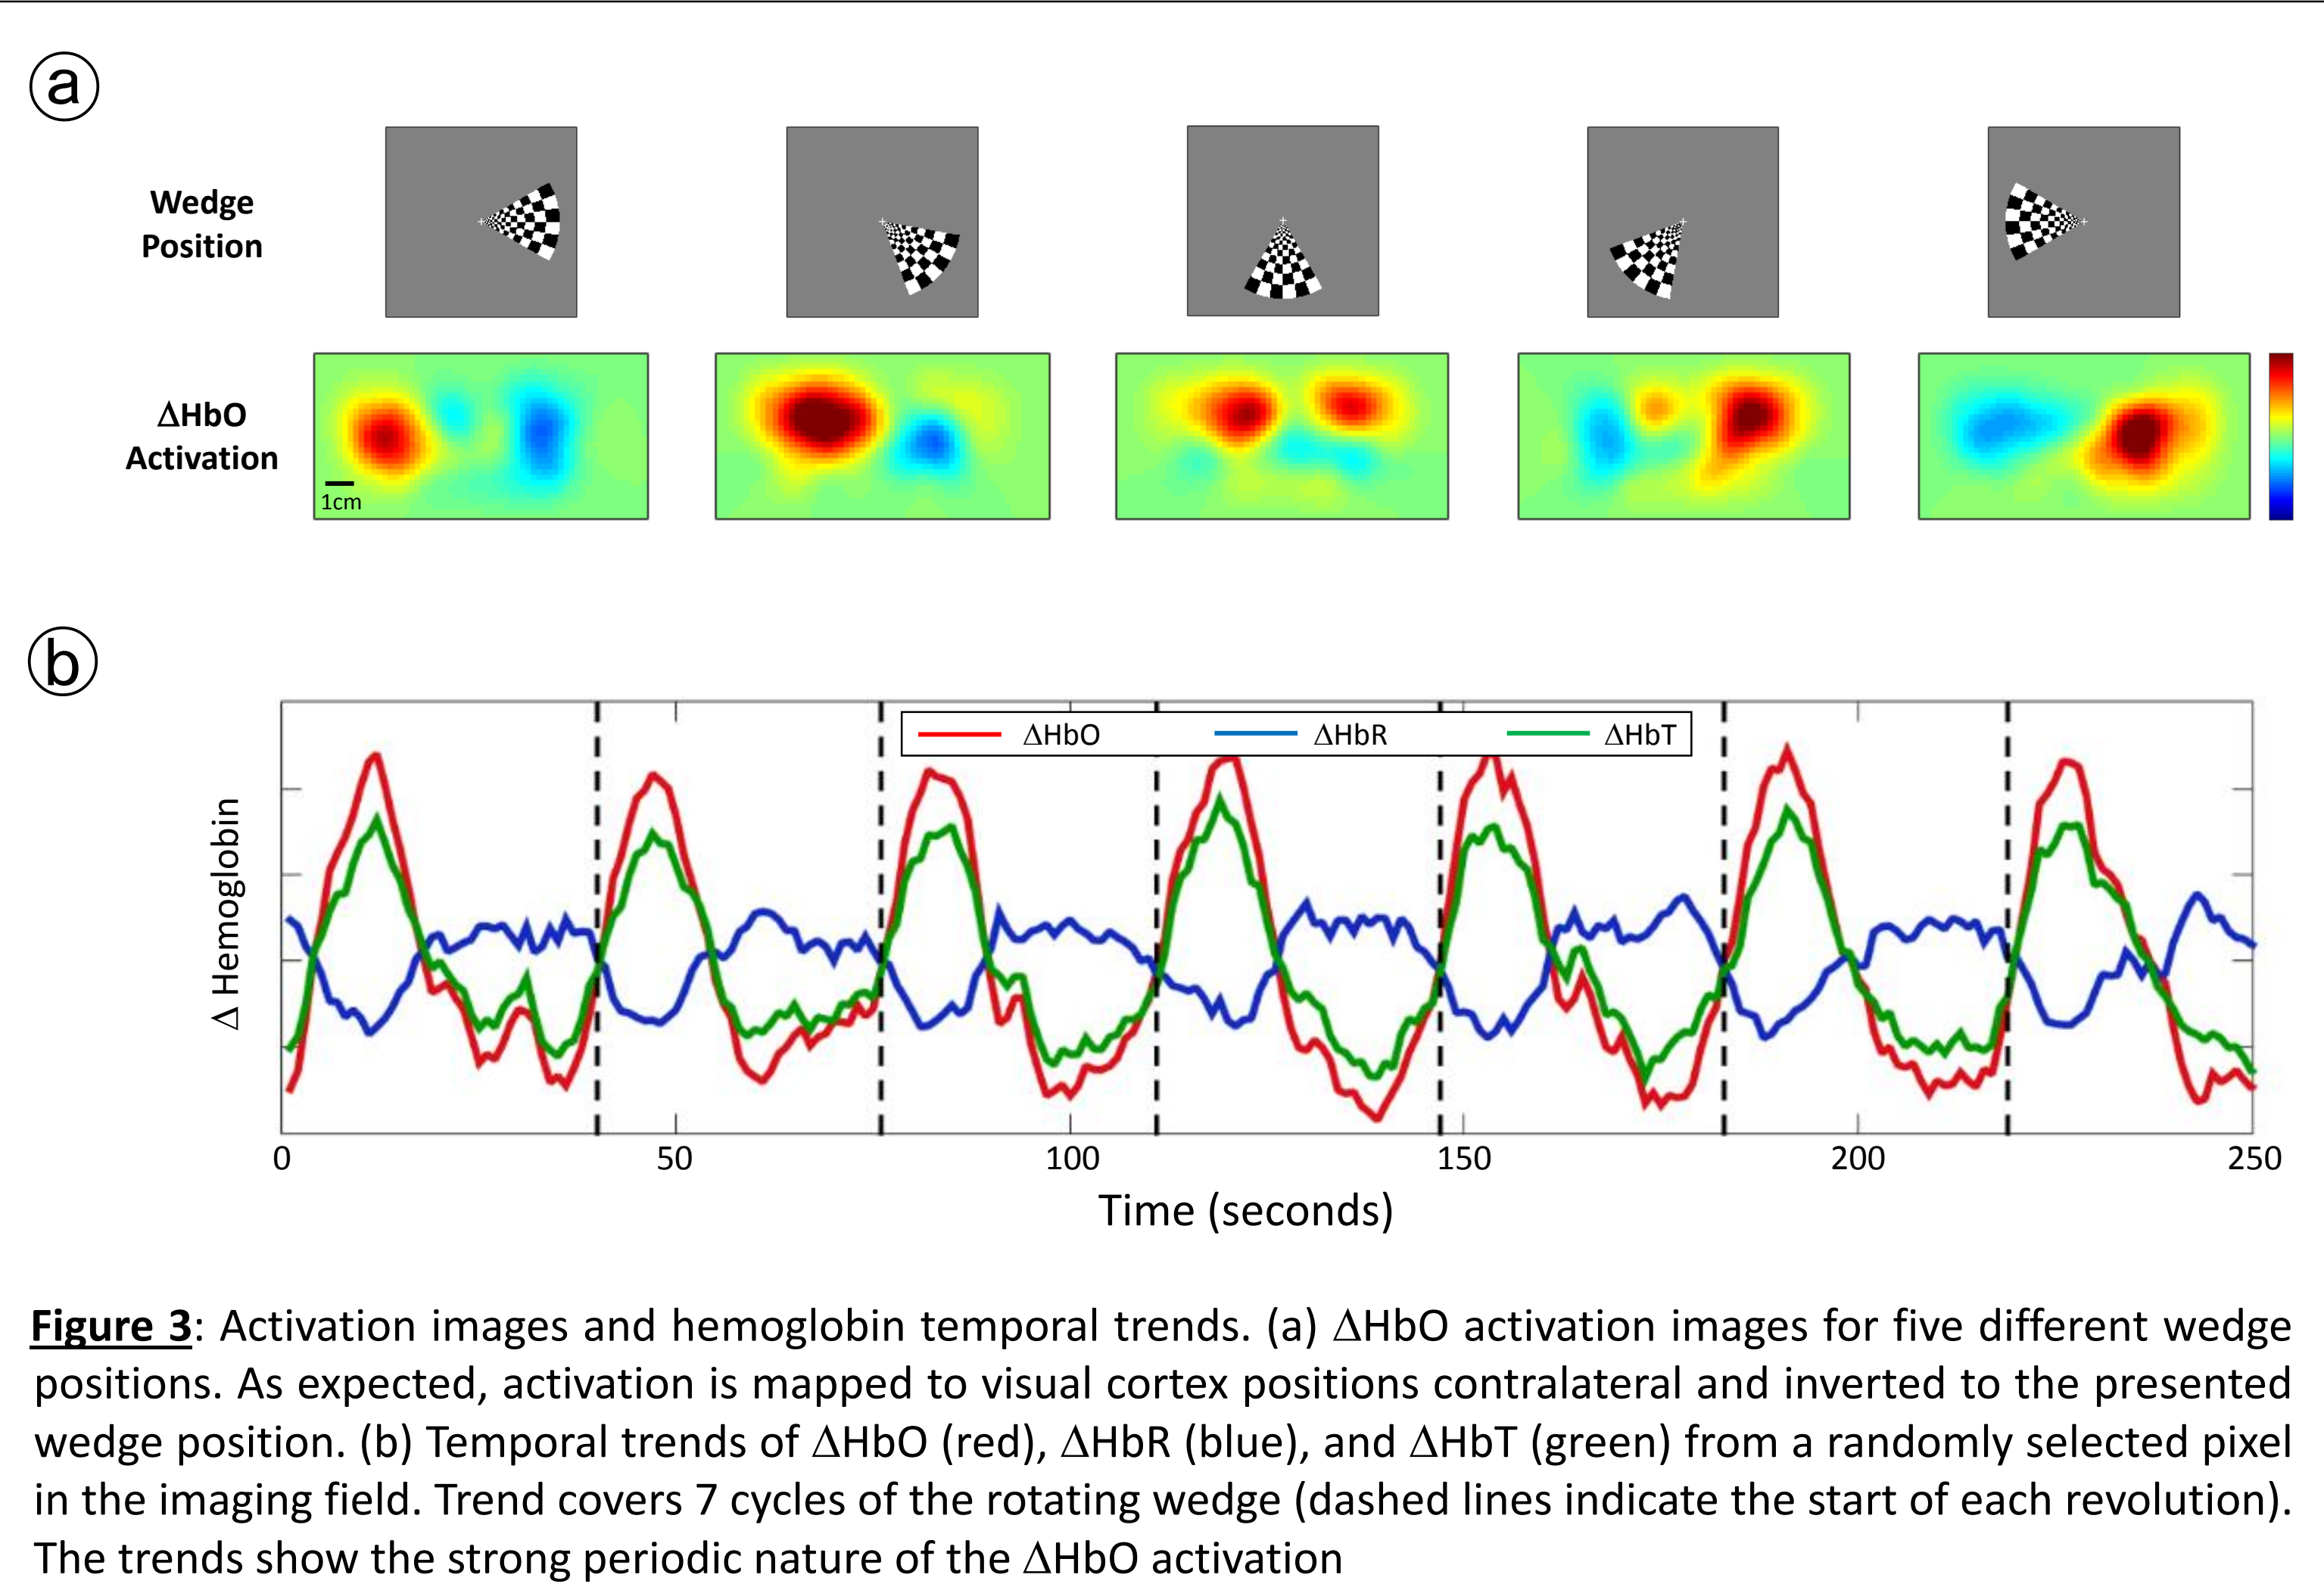 a
Wedge
Position
ΔHbO
Activation
1cm
b
ΔHbO ΔHbR ΔHbT
Δ Hemoglobin
0 50 100 150 200 250
Time (seconds)
Figure 3: Activation images and hemoglobin temporal trends. (a) ΔHbO activation images for five different wedge
positions. As expected, activation is mapped to visual cortex positions contralateral and inverted to the presented
wedge position. (b) Temporal trends of ΔHbO (red), ΔHbR (blue), and ΔHbT (green) from a randomly selected pixel
in the imaging field. Trend covers 7 cycles of the rotating wedge (dashed lines indicate the start of each revolution).
The trends show the strong periodic nature of the ΔHbO activation